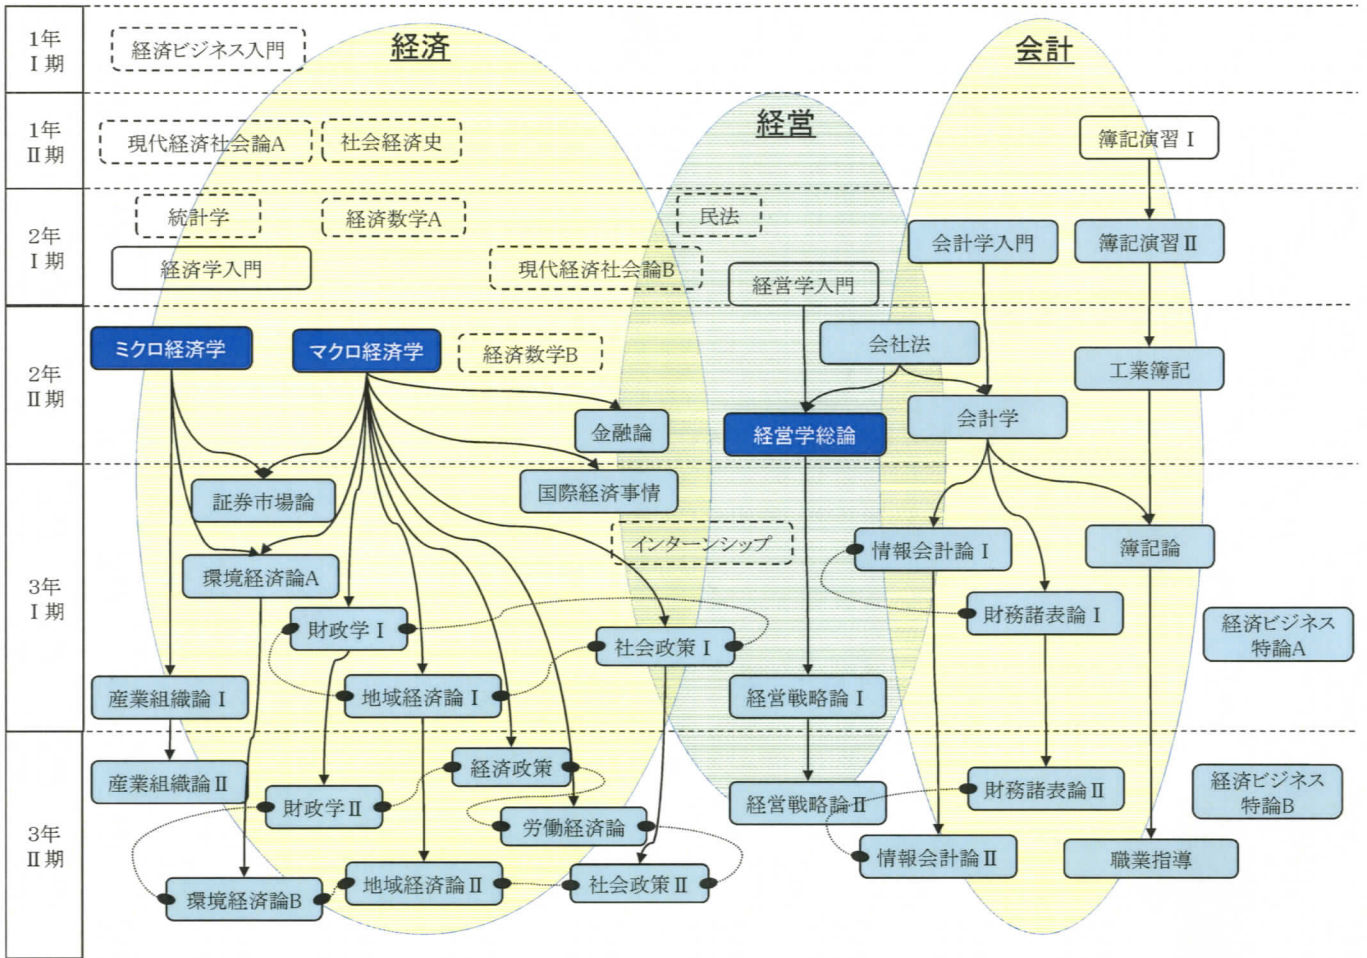 1年
Ⅰ期
経済ビジネス入門
経済
会計
1年
Ⅱ期
現代経済社会論A
社会経済史
経営
簿記演習Ⅰ
2年
Ⅰ期
統計学
経済数学A
民法
会計学入門
簿記演習Ⅱ
経済学入門
現代経済社会論B
経営学入門
2年
Ⅱ期
ミクロ経済学
マクロ経済学
経済数学B
会社法
工業簿記
金融論
経営学総論
会計学
3年
Ⅰ期
証券市場論
国際経済事情
インターンシップ
情報会計論Ⅰ
簿記論
環境経済論A
財政学Ⅰ
社会政策Ⅰ
財務諸表論Ⅰ
経済ビジネス
特論A
産業組織論Ⅰ
地域経済論Ⅰ
経営戦略論Ⅰ
3年
Ⅱ期
産業組織論Ⅱ
経済政策
財政学Ⅱ
労働経済論
経営戦略論Ⅱ
財務諸表論Ⅱ
経済ビジネス
特論B
環境経済論B
地域経済論Ⅱ
社会政策Ⅱ
情報会計論Ⅱ
職業指導